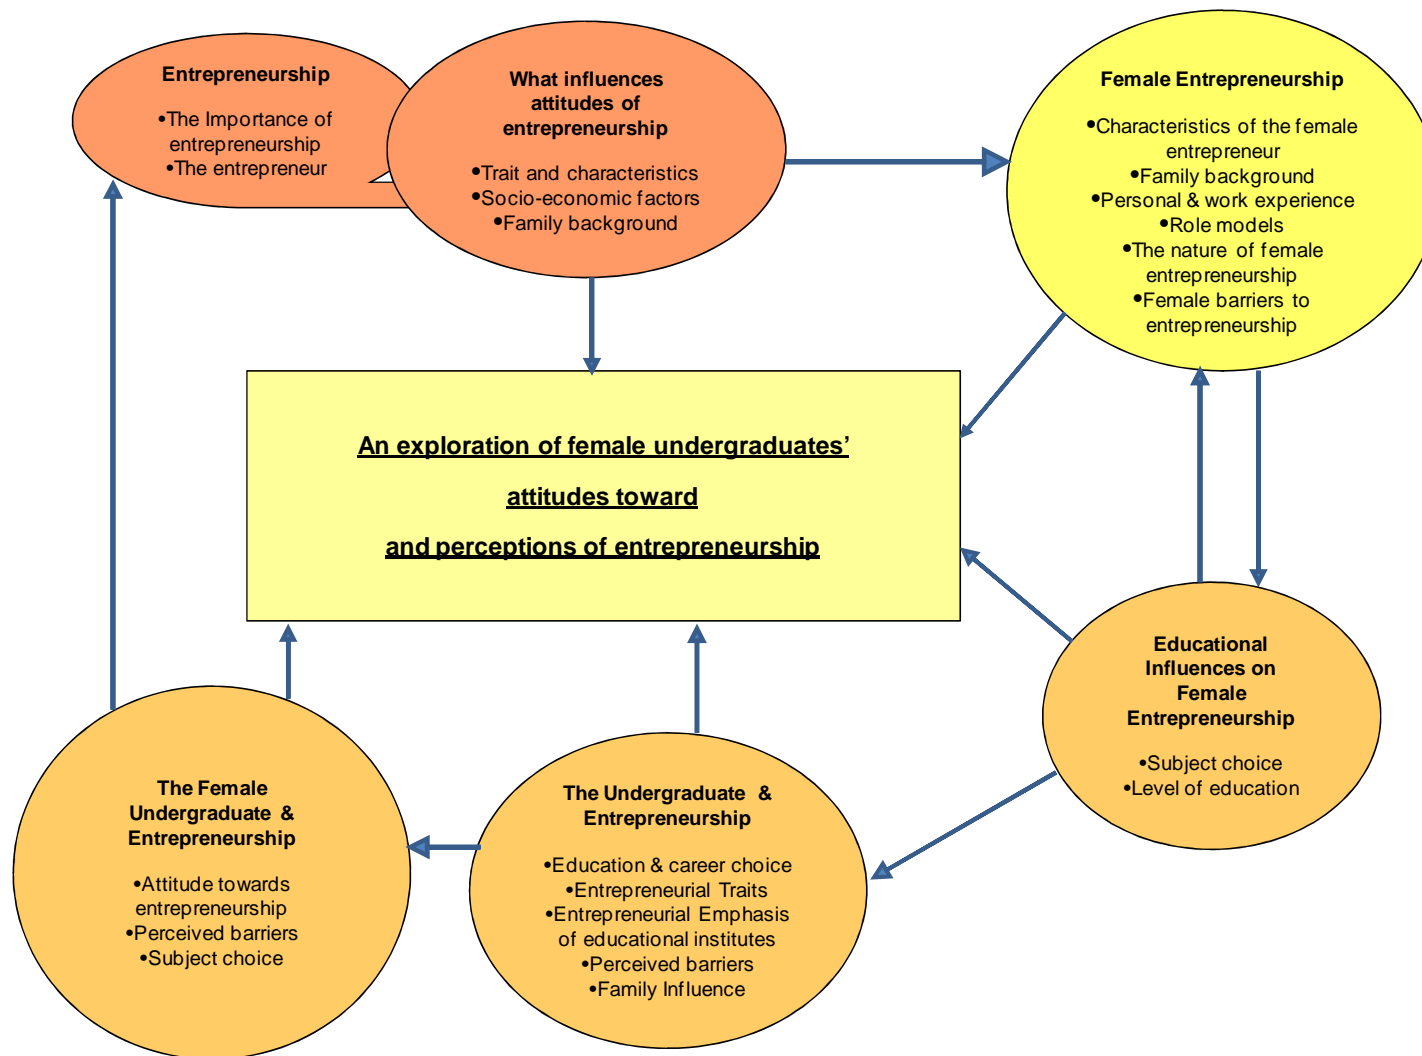 Entrepreneurship
•The Importance of
entrepreneurship
•The entrepreneur
What influences
attitudes of
entrepreneurship
•Trait and characteristics
•Socio-economic factors
•Family background
Female Entrepreneurship
•Characteristics of the female
entrepreneur
•Family background
•Personal & work experience
•Role models
•The nature of female
entrepreneurship
•Female barriers to
entrepreneurship
An exploration of female undergraduates’
attitudes toward
and perceptions of entrepreneurship
Educational
Influences on
Female
Entrepreneurship
•Subject choice
•Level of education
The Undergraduate &
Entrepreneurship
•Education & career choice
•Entrepreneurial Traits
•Entrepreneurial Emphasis
of educational institutes
•Perceived barriers
•Family Influence
The Female
Undergraduate &
Entrepreneurship
•Attitude towards
entrepreneurship
•Perceived barriers
•Subject choice